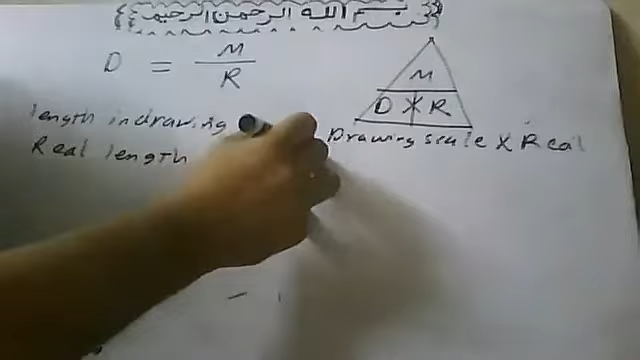 بسم الله الرحمن الرحيم
D = M
R
M
D * R
length in drawing
Drawing scale X Real
Real length